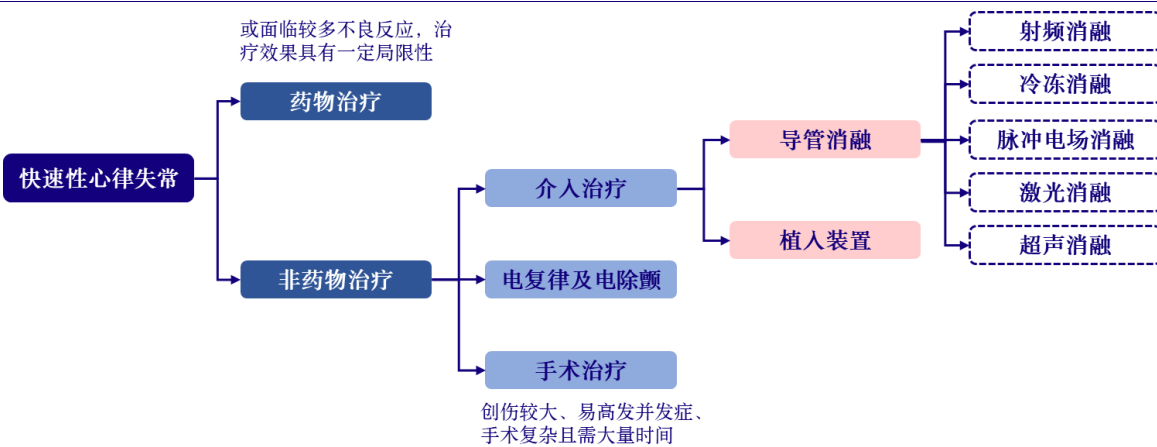 或面临较多不良反应，治
疗效果具有一定局限性
药物治疗
快速性心律失常
非药物治疗
介入治疗
电复律及电除颤
手术治疗
创伤较大、易高发并发症、
手术复杂且需大量时间
导管消融
植入装置
射频消融
冷冻消融
脉冲电场消融
激光消融
超声消融